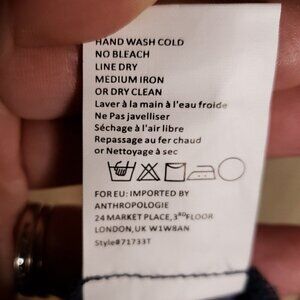 HAND WASH COLD
NO BLEACH
LINE DRY
MEDIUM IRON
OR DRY CLEAN
Laver à la main à l'eau froide
Ne Pas javelliser
Séchage à l'air libre
Repassage au fer chaud
or Nettoyage à sec
FOR EU: IMPORTED BY
ANTHROPOLOGIE
24 MARKET PLACE, 3RD FLOOR
LONDON, UK W1W8AN
Style#71733T